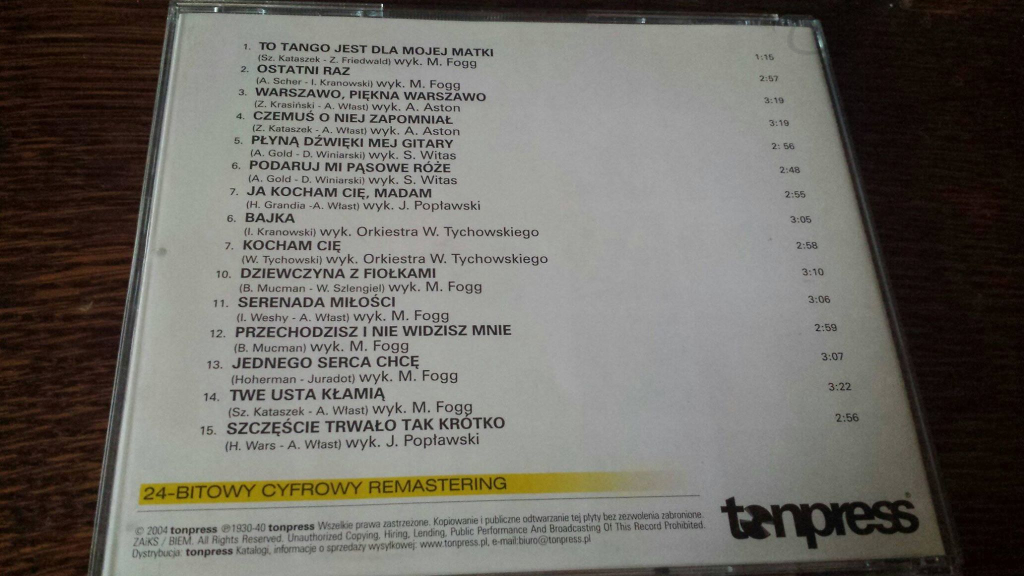 1. TO TANGO JEST DLA MOJEJ MATKI 1:15
(Sz. Kataszek - Z. Friedwald) wyk. M. Fogg
2. OSTATNI RAZ 2:57
(A. Scher - I. Kranowski) wyk. M. Fogg
3. WARSZAWO, PIĘKNA WARSZAWO 3:19
(Z. Krasiński - A. Włast) wyk. A. Aston
4. CZEMUŚ O NIEJ ZAPOMNIAŁ 3:19
(Z. Kataszek - A. Włast) wyk. A. Aston
5. PŁYNĄ DŹWIĘKI MEJ GITARY 2: 56
(A. Gold - D. Winiarski) wyk. S. Witas
6. PODARUJ MI PĄSOWE RÓŻE 2:48
(A. Gold - D. Winiarski) wyk. S. Witas
7. JA KOCHAM CIĘ, MADAM 2:55
(H. Grandia -A. Włast) wyk. J. Popławski
6. BAJKA 3:05
(I. Kranowski) wyk. Orkiestra W. Tychowskiego
7. KOCHAM CIĘ 2:58
(W. Tychowski) wyk. Orkiestra W. Tychowskiego
10. DZIEWCZYNA Z FIOŁKAMI 3:10
(B. Mucman - W. Szlengiel) wyk. M. Fogg
11. SERENADA MIŁOŚCI 3:06
(I. Weshy - A. Włast) wyk. M. Fogg
12. PRZECHODZISZ I NIE WIDZISZ MNIE 2:59
(B. Mucman) wyk. M. Fogg
13. JEDNEGO SERCA CHCĘ 3:07
(Hoherman - Juradot) wyk. M. Fogg
14. TWE USTA KŁAMIĄ 3:22
(Sz. Kataszek - A. Włast) wyk. M. Fogg
15. SZCZĘŚCIE TRWAŁO TAK KRÓTKO 2:56
(H. Wars - A. Włast) wyk. J. Popławski
24-BITOWY CYFROWY REMASTERING
© 2004 tonpress ℗1930-40 tonpress Wszelkie prawa zastrzeżone. Kopiowanie i publiczne odtwarzanie tej płyty bez zezwolenia zabronione.
ZAiKS / BIEM. All Rights Reserved. Unauthorized Copying, Hiring, Lending, Public Performance And Broadcasting Of This Record Prohibited.
Dystrybucja: tonpress Katalogi, informacje o sprzedaży wysyłkowej: www.tonpress.pl, e-mail:biuro@tonpress.pl
tonpress®